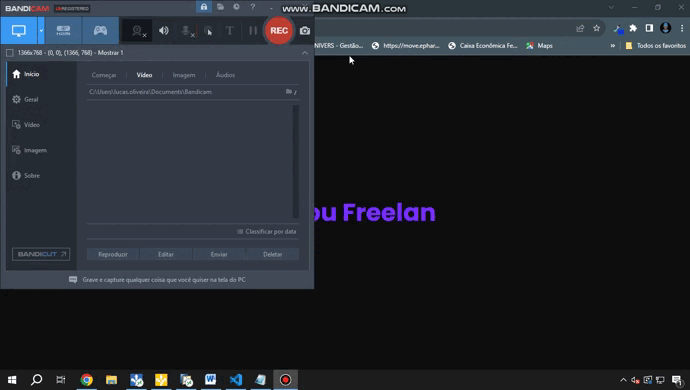 BANDICAM UNREGISTERED
www.BANDICAM.com
HDMI
REC
1366x768 - (0, 0), (1366, 768) - Mostrar 1
NIVERS - Gestão...
https://move.ephar...
Caixa Econômica Fe...
Maps
»
Todos os favoritos
Início
Geral
Vídeo
Imagem
Sobre
Começar
Vídeo
Imagem
Áudios
C:\Users\lucas.oliveira\Documents\Bandicam
ou Freelan
Classificar por data
Reproduzir
Editar
Enviar
Deletar
BANDICUT
Grave e capture qualquer coisa que você quiser na tela do PC